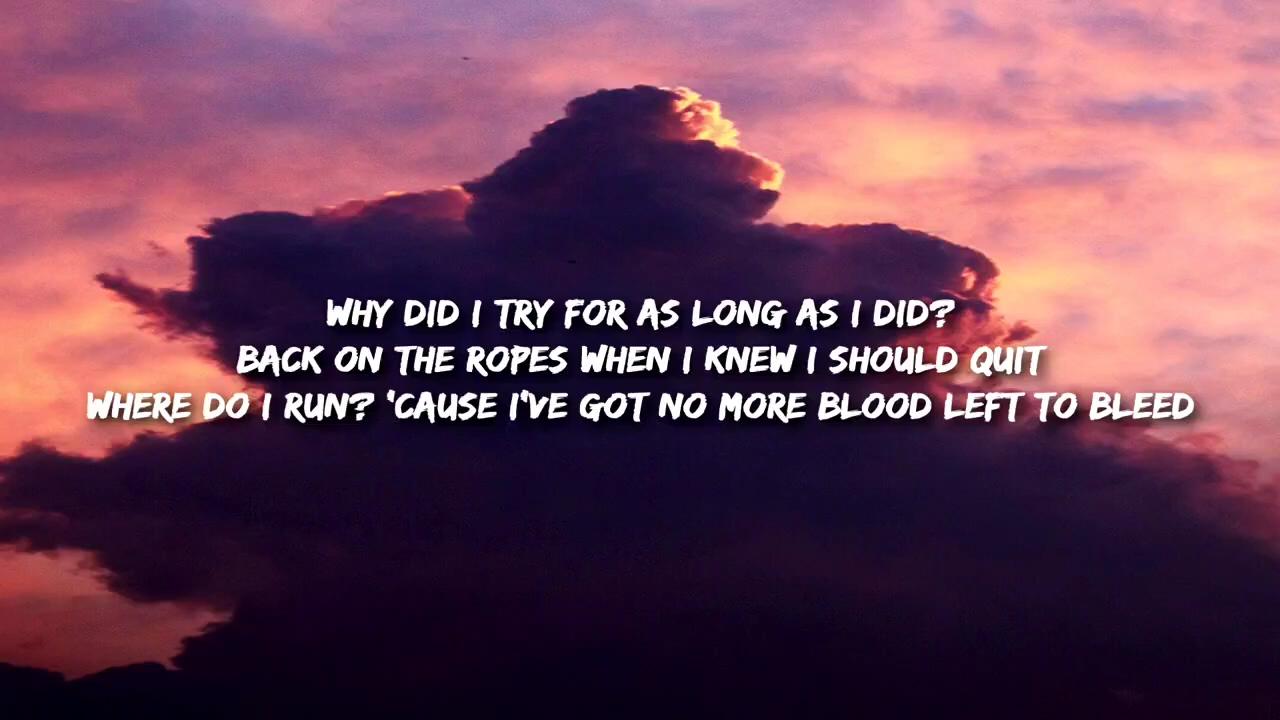 WHY DID I TRY FOR AS LONG AS I DID?
BACK ON THE ROPES WHEN I KNEW I SHOULD QUIT
WHERE DO I RUN? 'CAUSE I'VE GOT NO MORE BLOOD LEFT TO BLEED